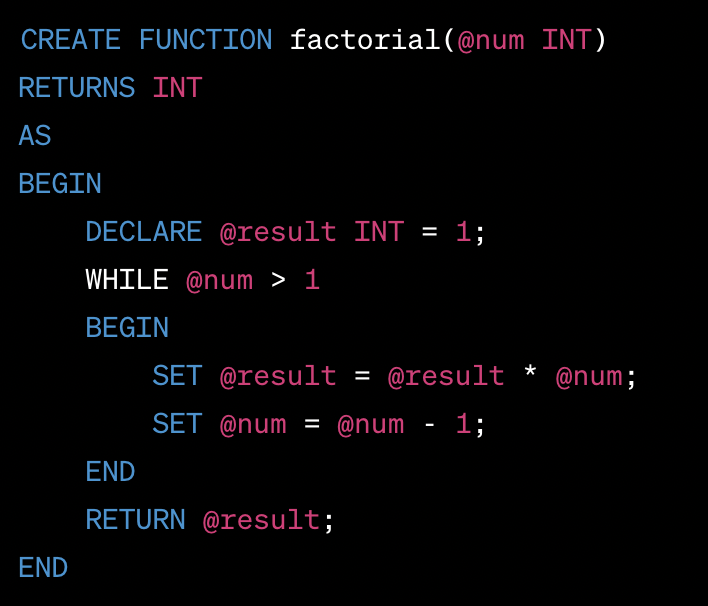 CREATE FUNCTION factorial(@num INT)
RETURNS INT
AS
BEGIN
    DECLARE @result INT = 1;
    WHILE @num > 1
    BEGIN
        SET @result = @result * @num;
        SET @num = @num - 1;
    END
    RETURN @result;
END